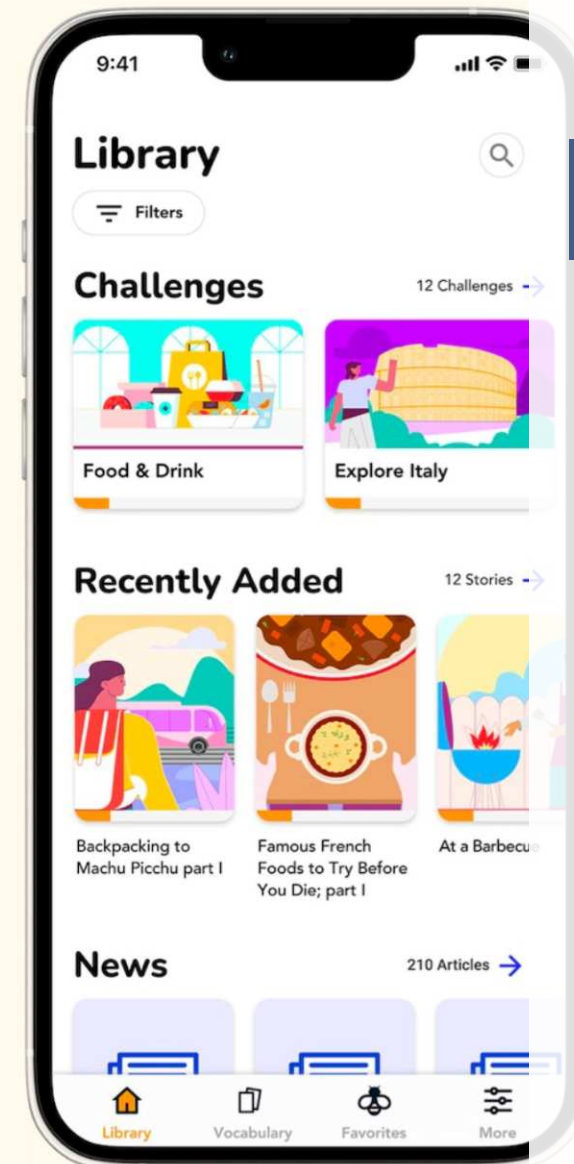 9:41
Library
Filters
Challenges
12 Challenges
Food & Drink
Explore Italy
Recently Added
12 Stories
Backpacking to
Machu Picchu part I
Famous French
Foods to Try Before
You Die; part I
At a Barbecue
News
210 Articles
Library
Vocabulary
Favorites
More